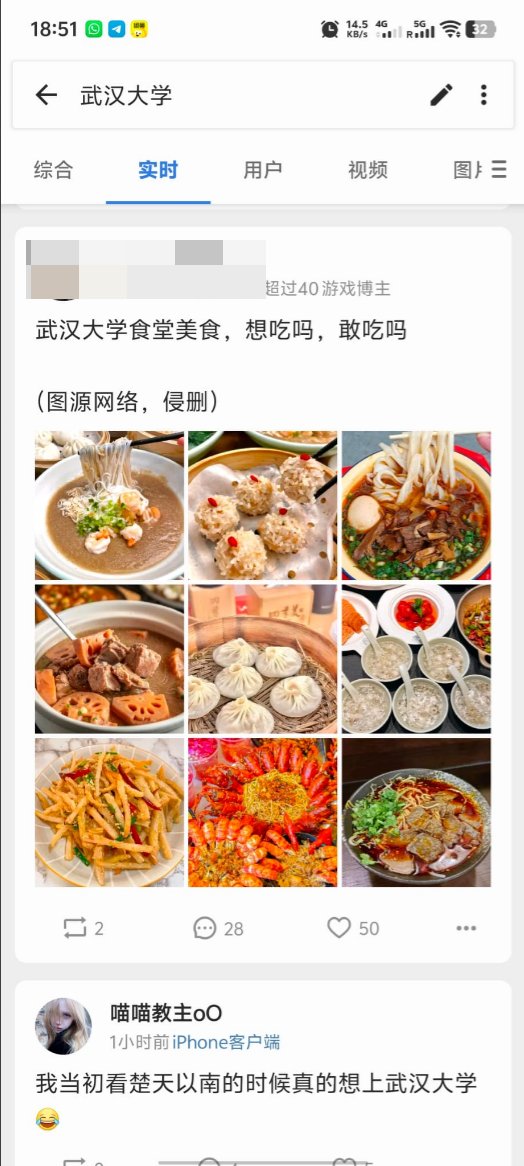 18:51
14.5 KB/s 4G 5G R 32
武汉大学
综合 实时 用户 视频 图片
超过40游戏博主
武汉大学食堂美食，想吃吗，敢吃吗
（图源网络，侵删）
2 28 50
喵喵教主oO
1小时前 iPhone客户端
我当初看楚天以南的时候真的想上武汉大学
😂